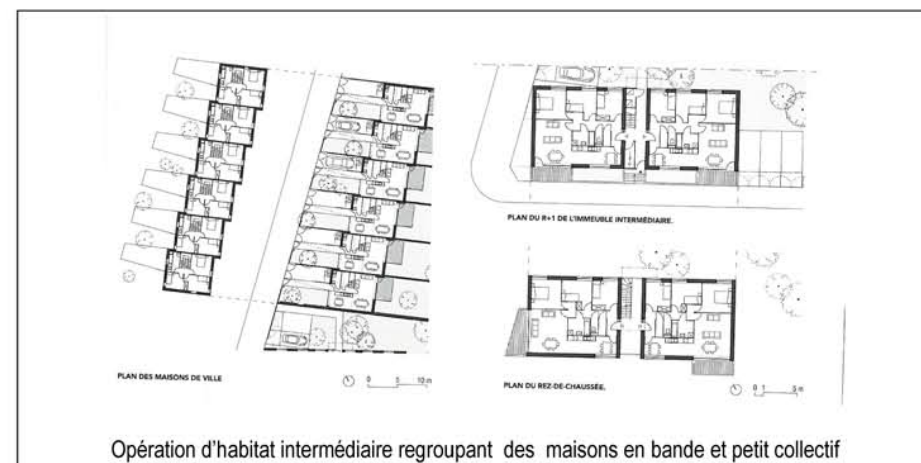 PLAN DU R+1 DE L'IMMEUBLE INTERMÉDIAIRE.
PLAN DES MAISONS DE VILLE
0 5 10 m
PLAN DU REZ-DE-CHAUSSÉE.
0 1 5 m
Opération d'habitat intermédiaire regroupant des maisons en bande et petit collectif